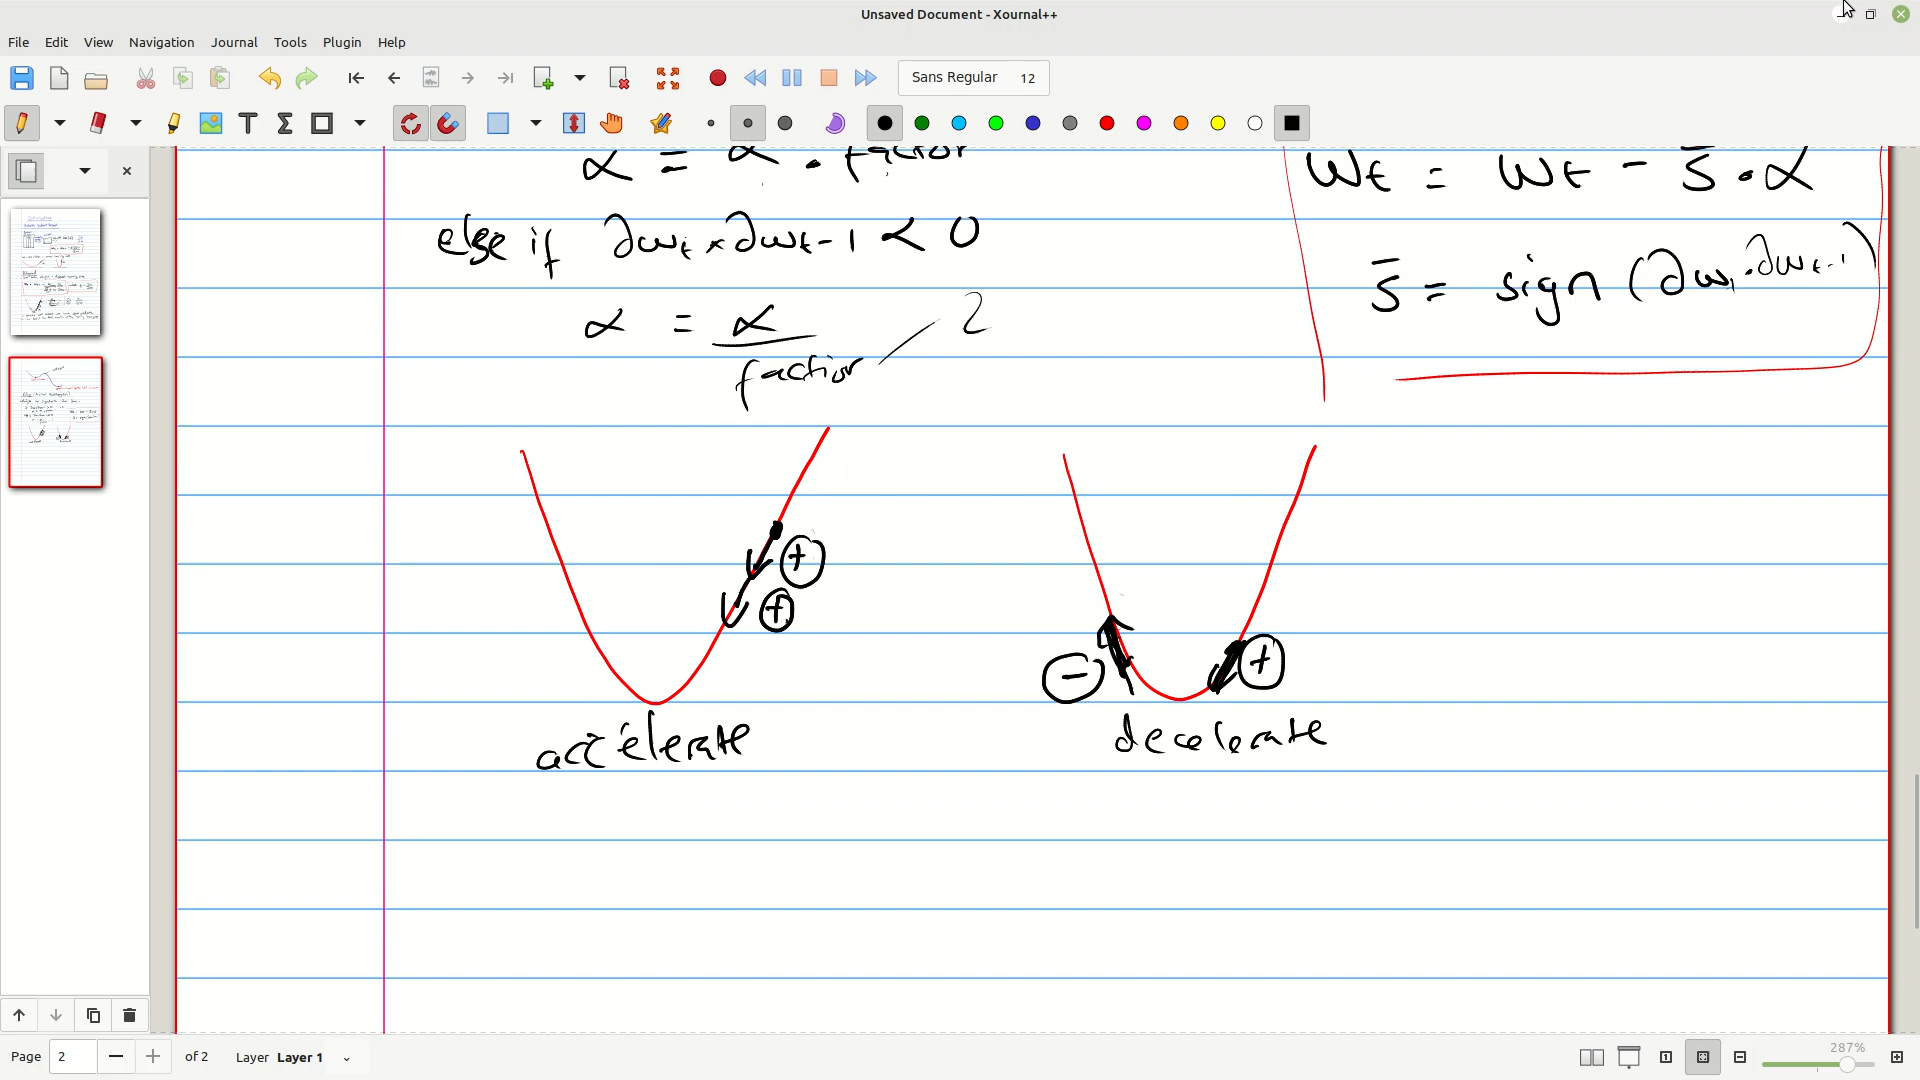 Unsaved Document - Xournal++
File Edit View Navigation Journal Tools Plugin Help
Sans Regular 12
α = α . factor
else if ∂wt × ∂wt-1 < 0
α = α / factor
2
wt = wt - s̄ . α
s̄ = sign (∂wt . ∂wt-1)
+
+
accelerate
-
+
decelerate
Page 2 of 2 Layer Layer 1
287%